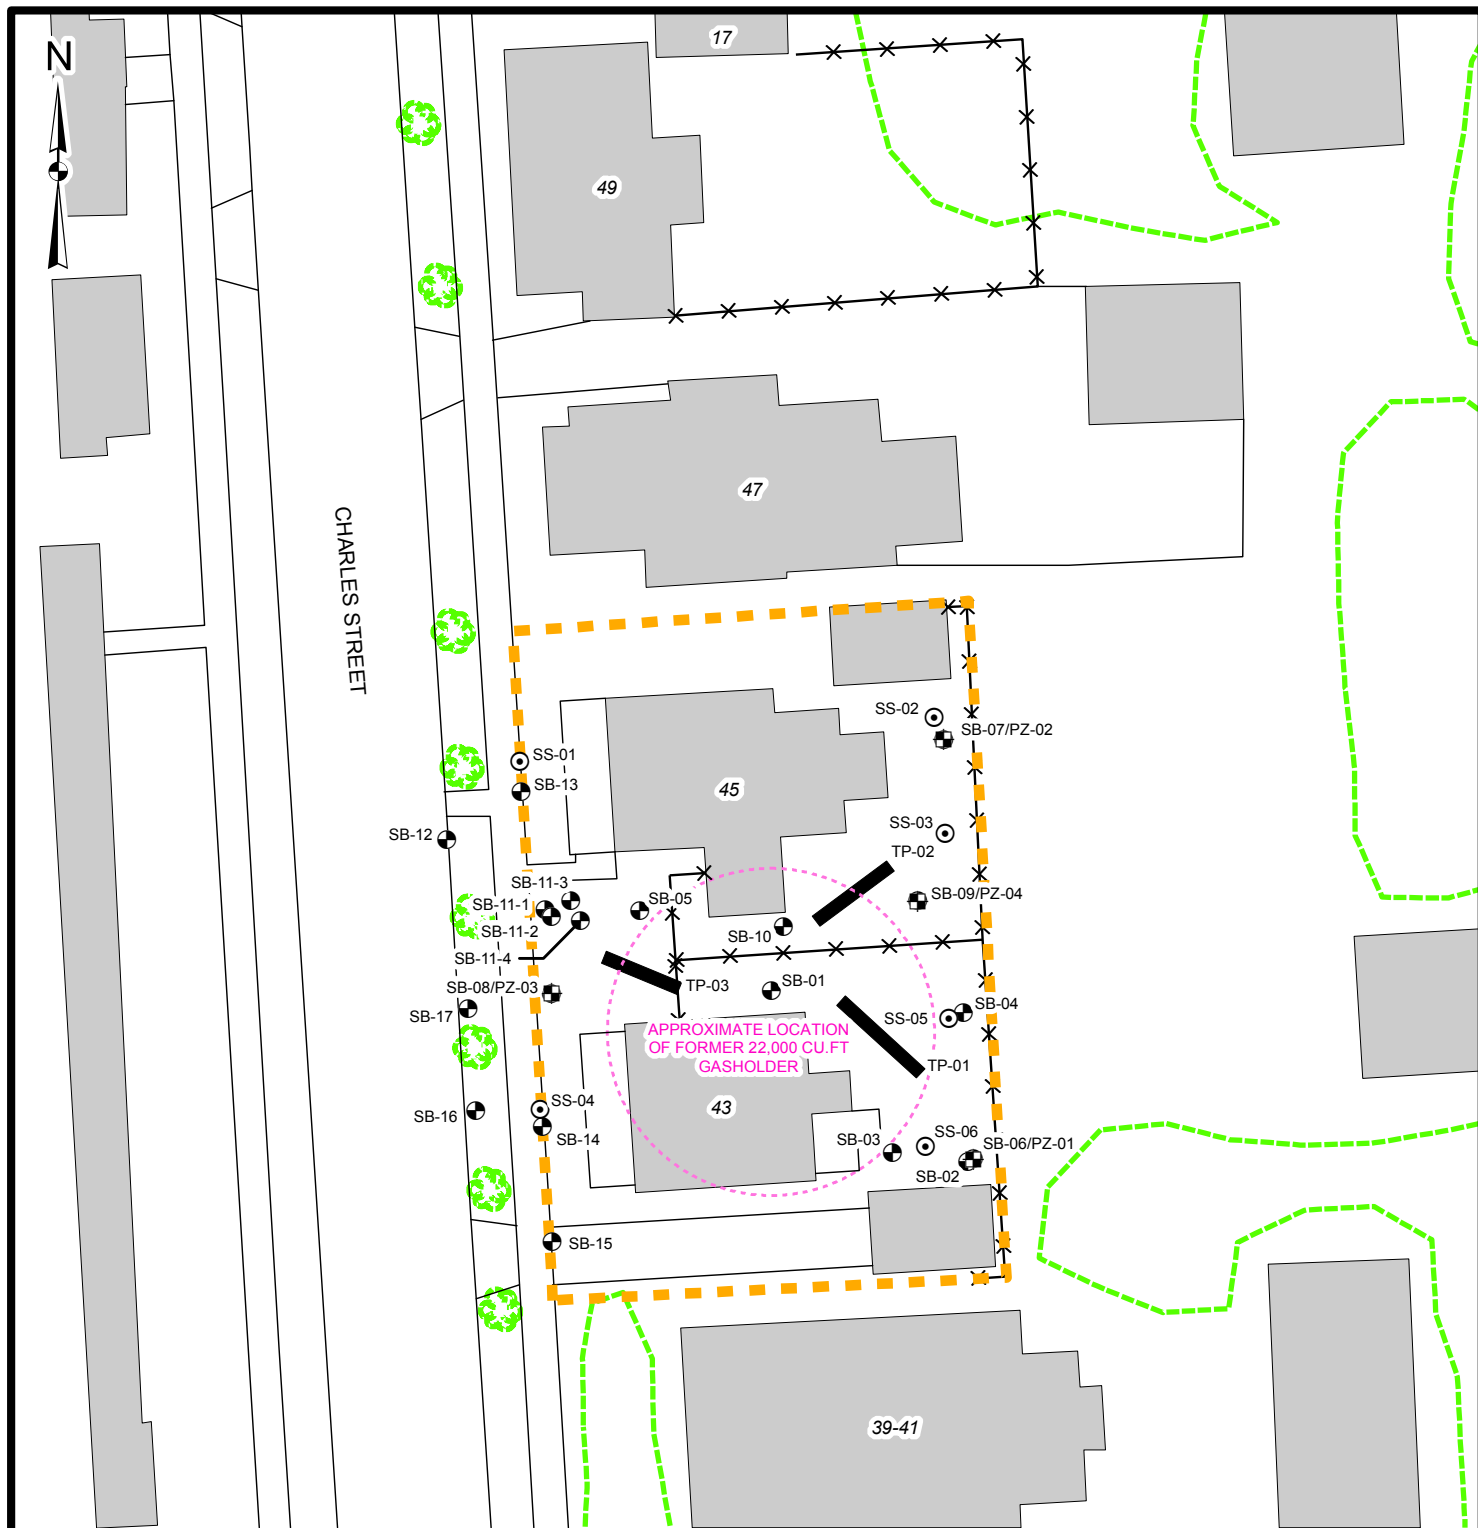 N
17
49
47
CHARLES STREET
SS-02
SB-07/PZ-02
SS-01
SB-13
45
SB-12
SS-03
TP-02
SB-11-3
SB-05
SB-09/PZ-04
SB-11-1
SB-11-2
SB-10
SB-11-4
SB-08/PZ-03
TP-03
SB-01
SB-17
SS-05
SB-04
APPROXIMATE LOCATION
OF FORMER 22,000 CU.FT
GASHOLDER
TP-01
SS-04
43
SB-16
SB-14
SB-03
SS-06
SB-06/PZ-01
SB-02
SB-15
39-41